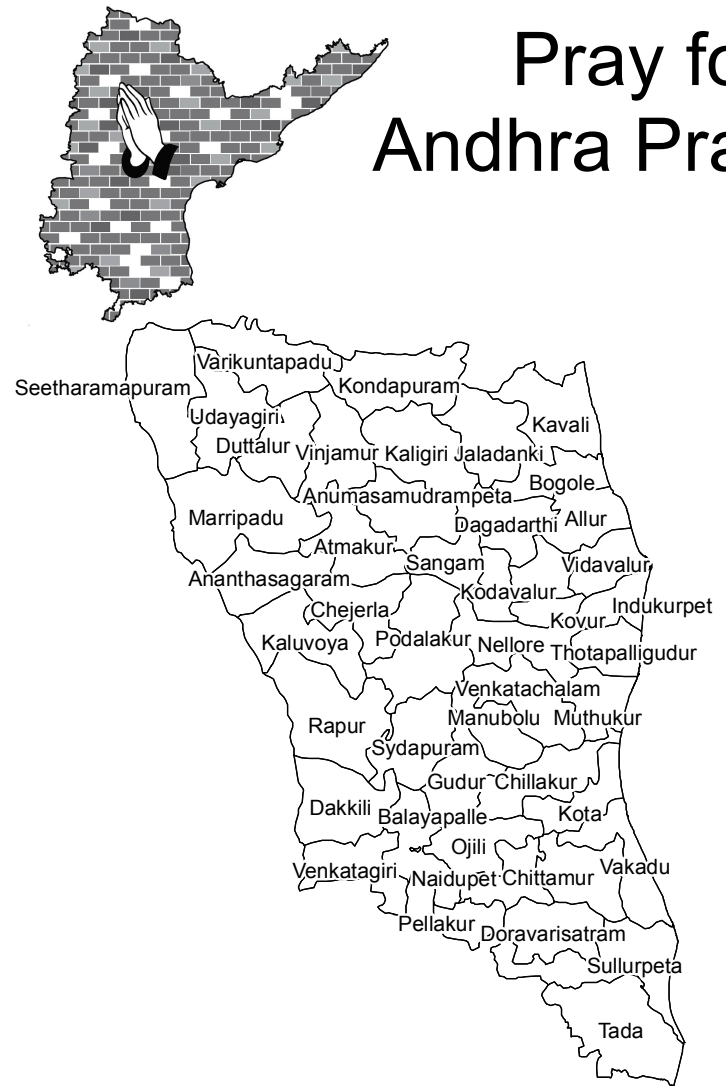 Pray fo
Andhra Pra
Varikuntapadu
Seetharamapuram
Kondapuram
Udayagiri
Kavali
Duttalur
Vinjamur Kaligiri Jaladanki
Bogole
Anumasamudrampeta
Marripadu
Dagadarthi Allur
Atmakur
Sangam
Vidavalur
Ananthasagaram
Kodavalur
Chejerla
Indukurpet
Kovur
Kaluvoya
Podalakur
Nellore
Thotapalligudur
Venkatachalam
Rapur
Manubolu
Muthukur
Sydapuram
Gudur Chillakur
Dakkili
Balayapalle
Kota
Ojili
Venkatagiri
Naidupet Chittamur
Vakadu
Pellakur
Doravarisatram
Sullurpeta
Tada